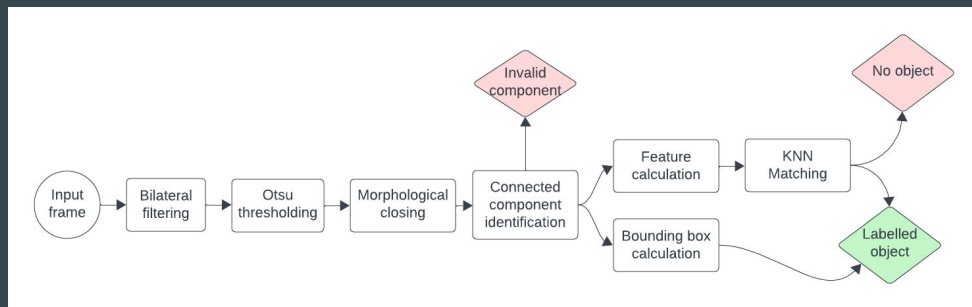 Input
frame
Bilateral
filtering
Otsu
thresholding
Morphological
closing
Connected
component
identification
Invalid
component
Feature
calculation
Bounding box
calculation
KNN
Matching
No object
Labelled
object